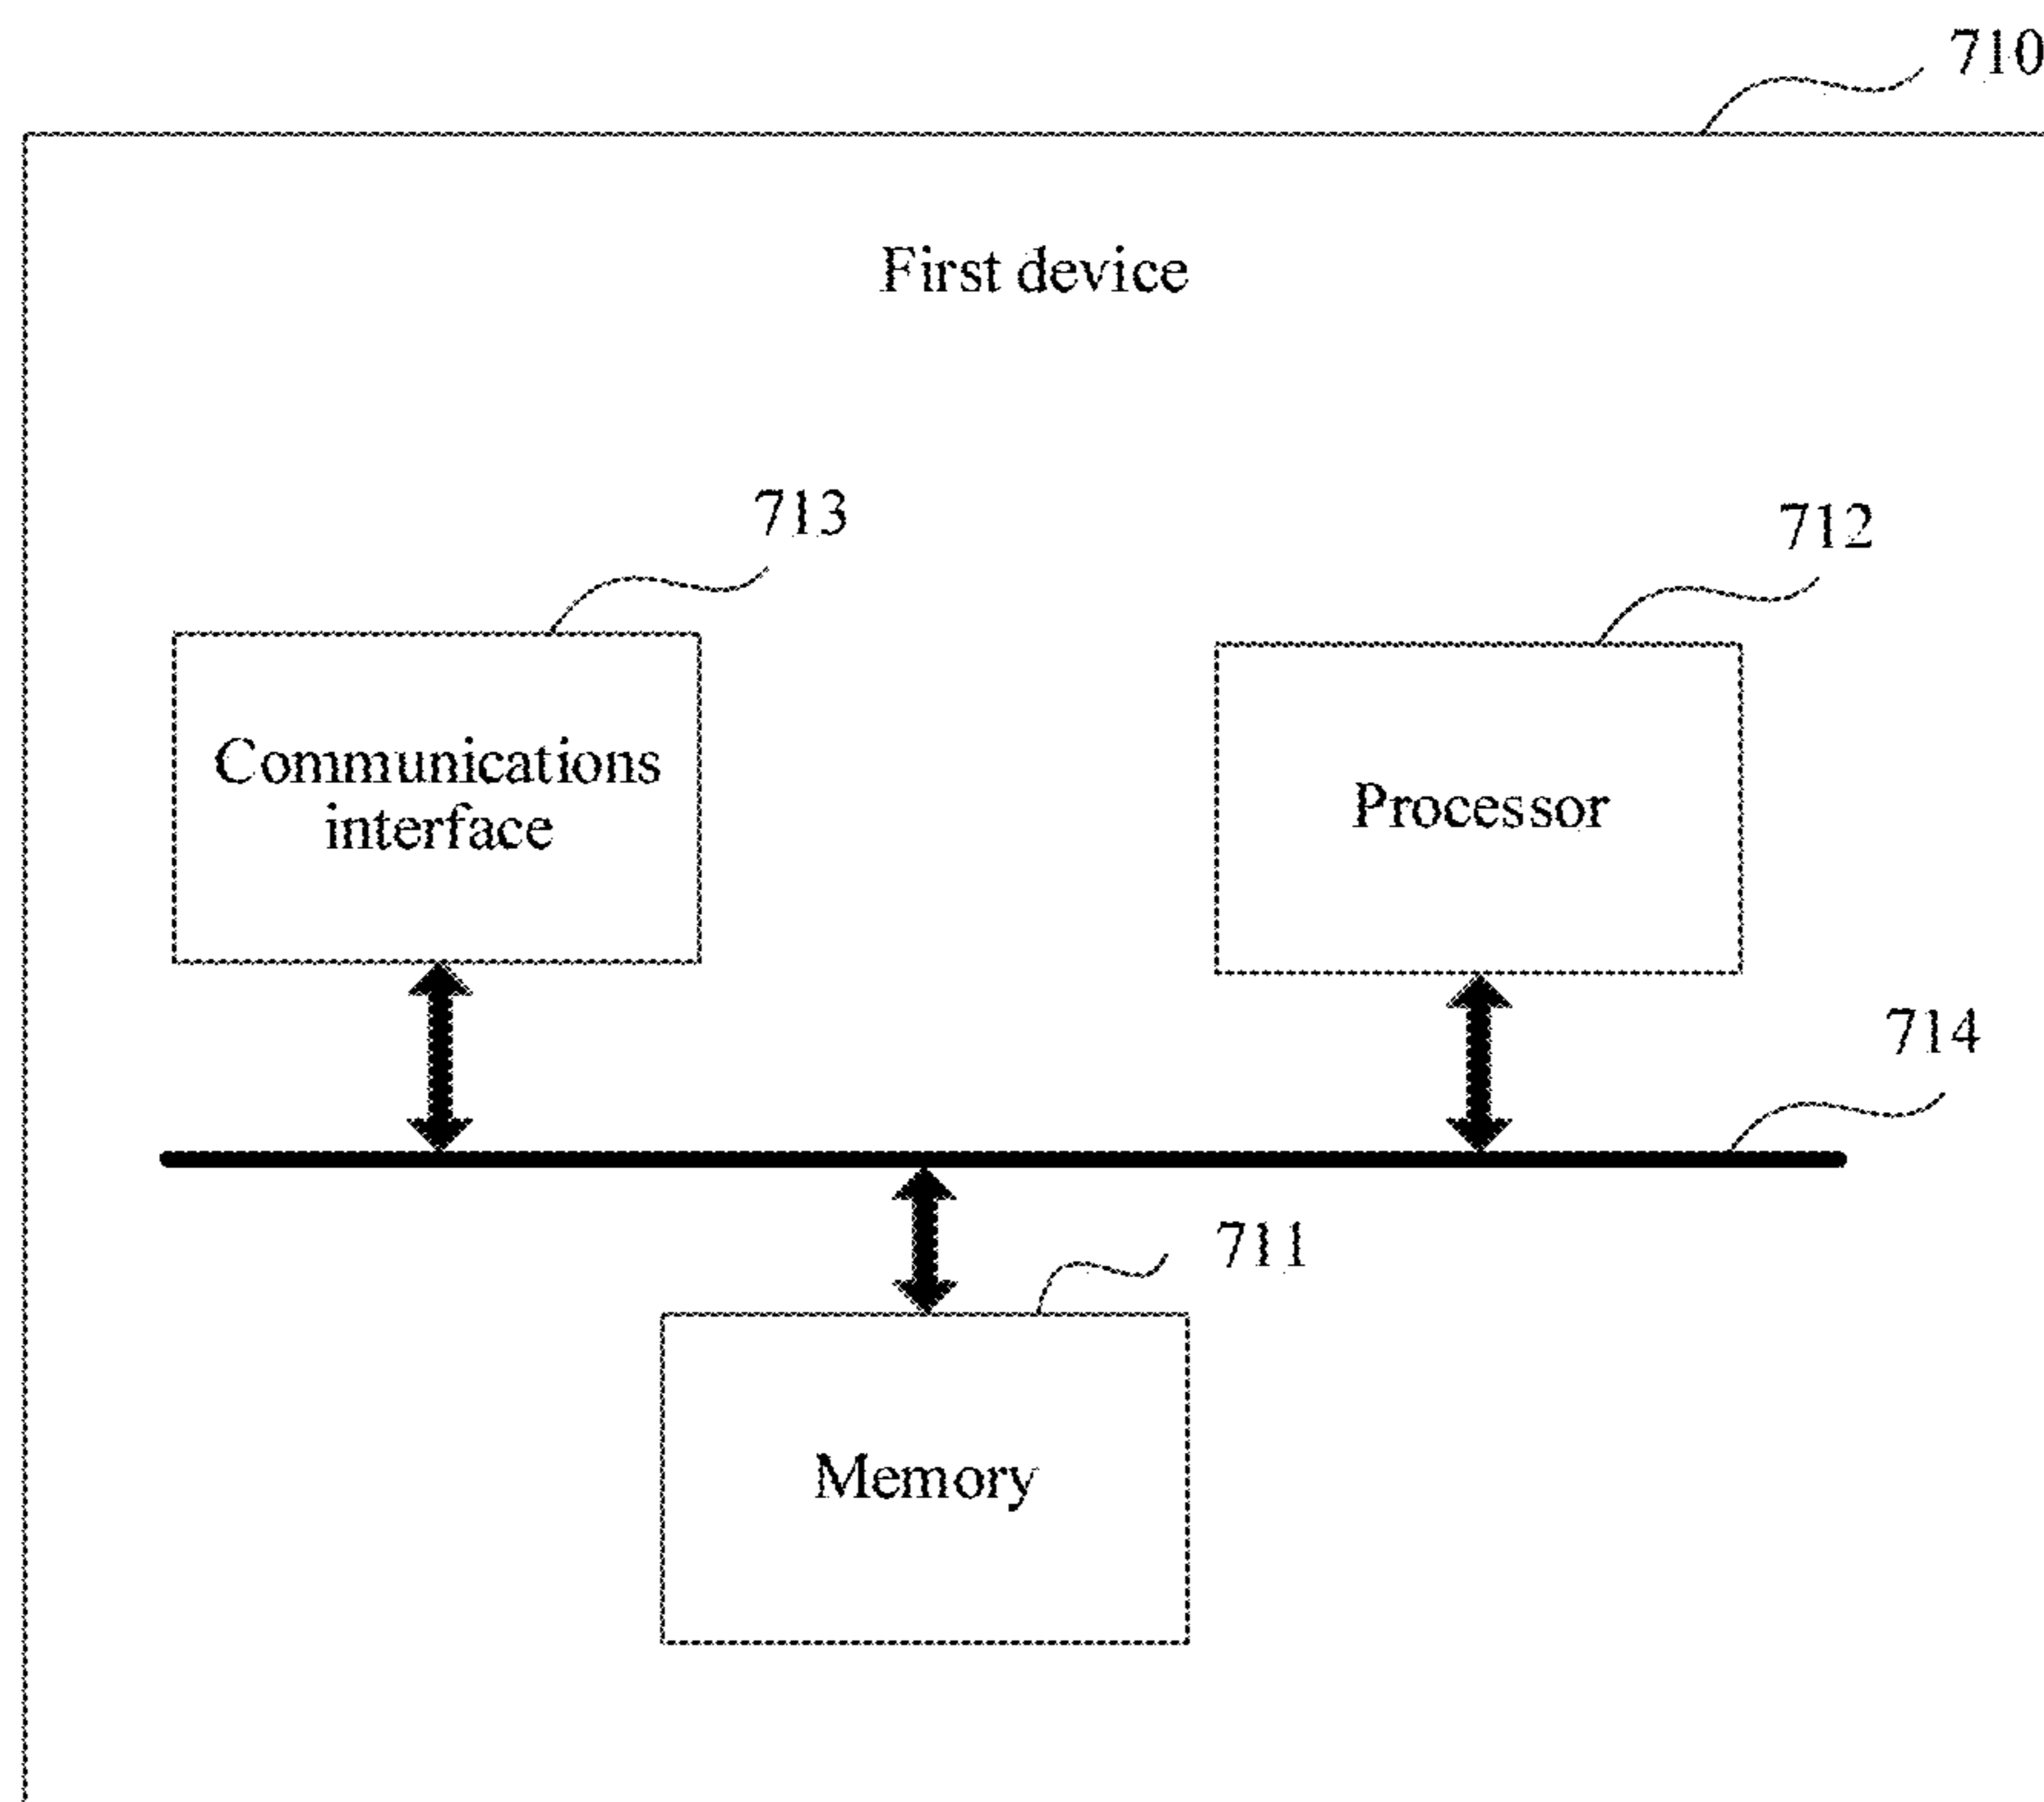 710
First device
713
712
Communications
interface
Processor
714
711
Memory